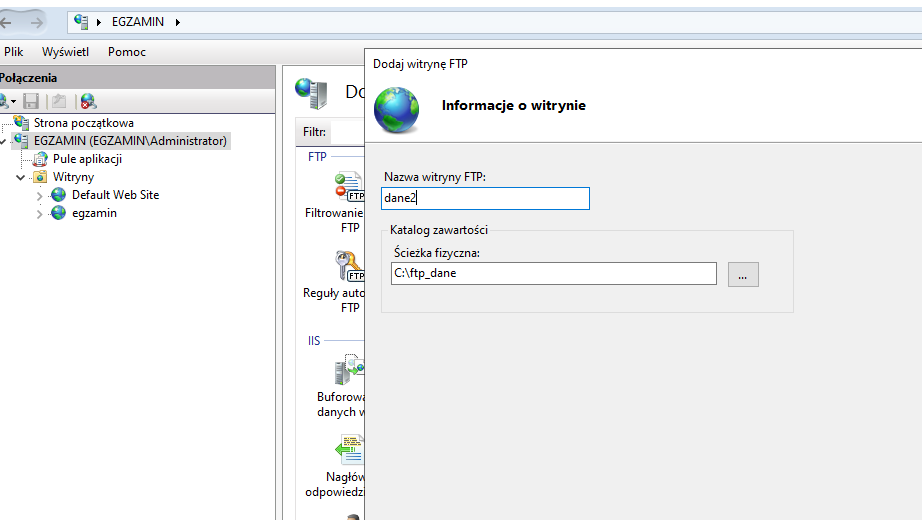 EGZAMIN
Plik Wyświetl Pomoc
Połączenia
Strona początkowa
EGZAMIN (EGZAMIN\Administrator)
Pule aplikacji
Witryny
Default Web Site
egzamin
Do
Filtr:
FTP
FTP
Filtrowanie
FTP
FTP
Reguły auto
FTP
IIS
Buforowa
danych w
Nagłów
odpowiedzi
Dodaj witrynę FTP
Informacje o witrynie
Nazwa witryny FTP:
dane2
Katalog zawartości
Ścieżka fizyczna:
C:\ftp_dane
...